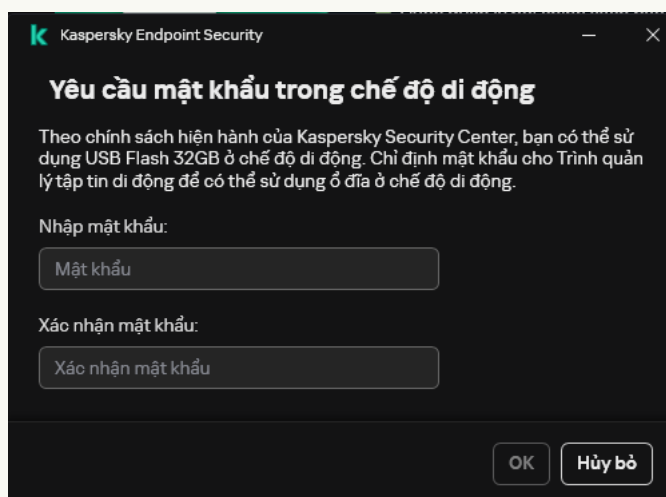 Kaspersky Endpoint Security
Yêu cầu mật khẩu trong chế độ di động
Theo chính sách hiện hành của Kaspersky Security Center, bạn có thể sử
dụng USB Flash 32GB ở chế độ di động. Chỉ định mật khẩu cho Trình quản
lý tập tin di động để có thể sử dụng ổ đĩa ở chế độ di động.
Nhập mật khẩu:
Mật khẩu
Xác nhận mật khẩu:
Xác nhận mật khẩu
OK
Hủy bỏ